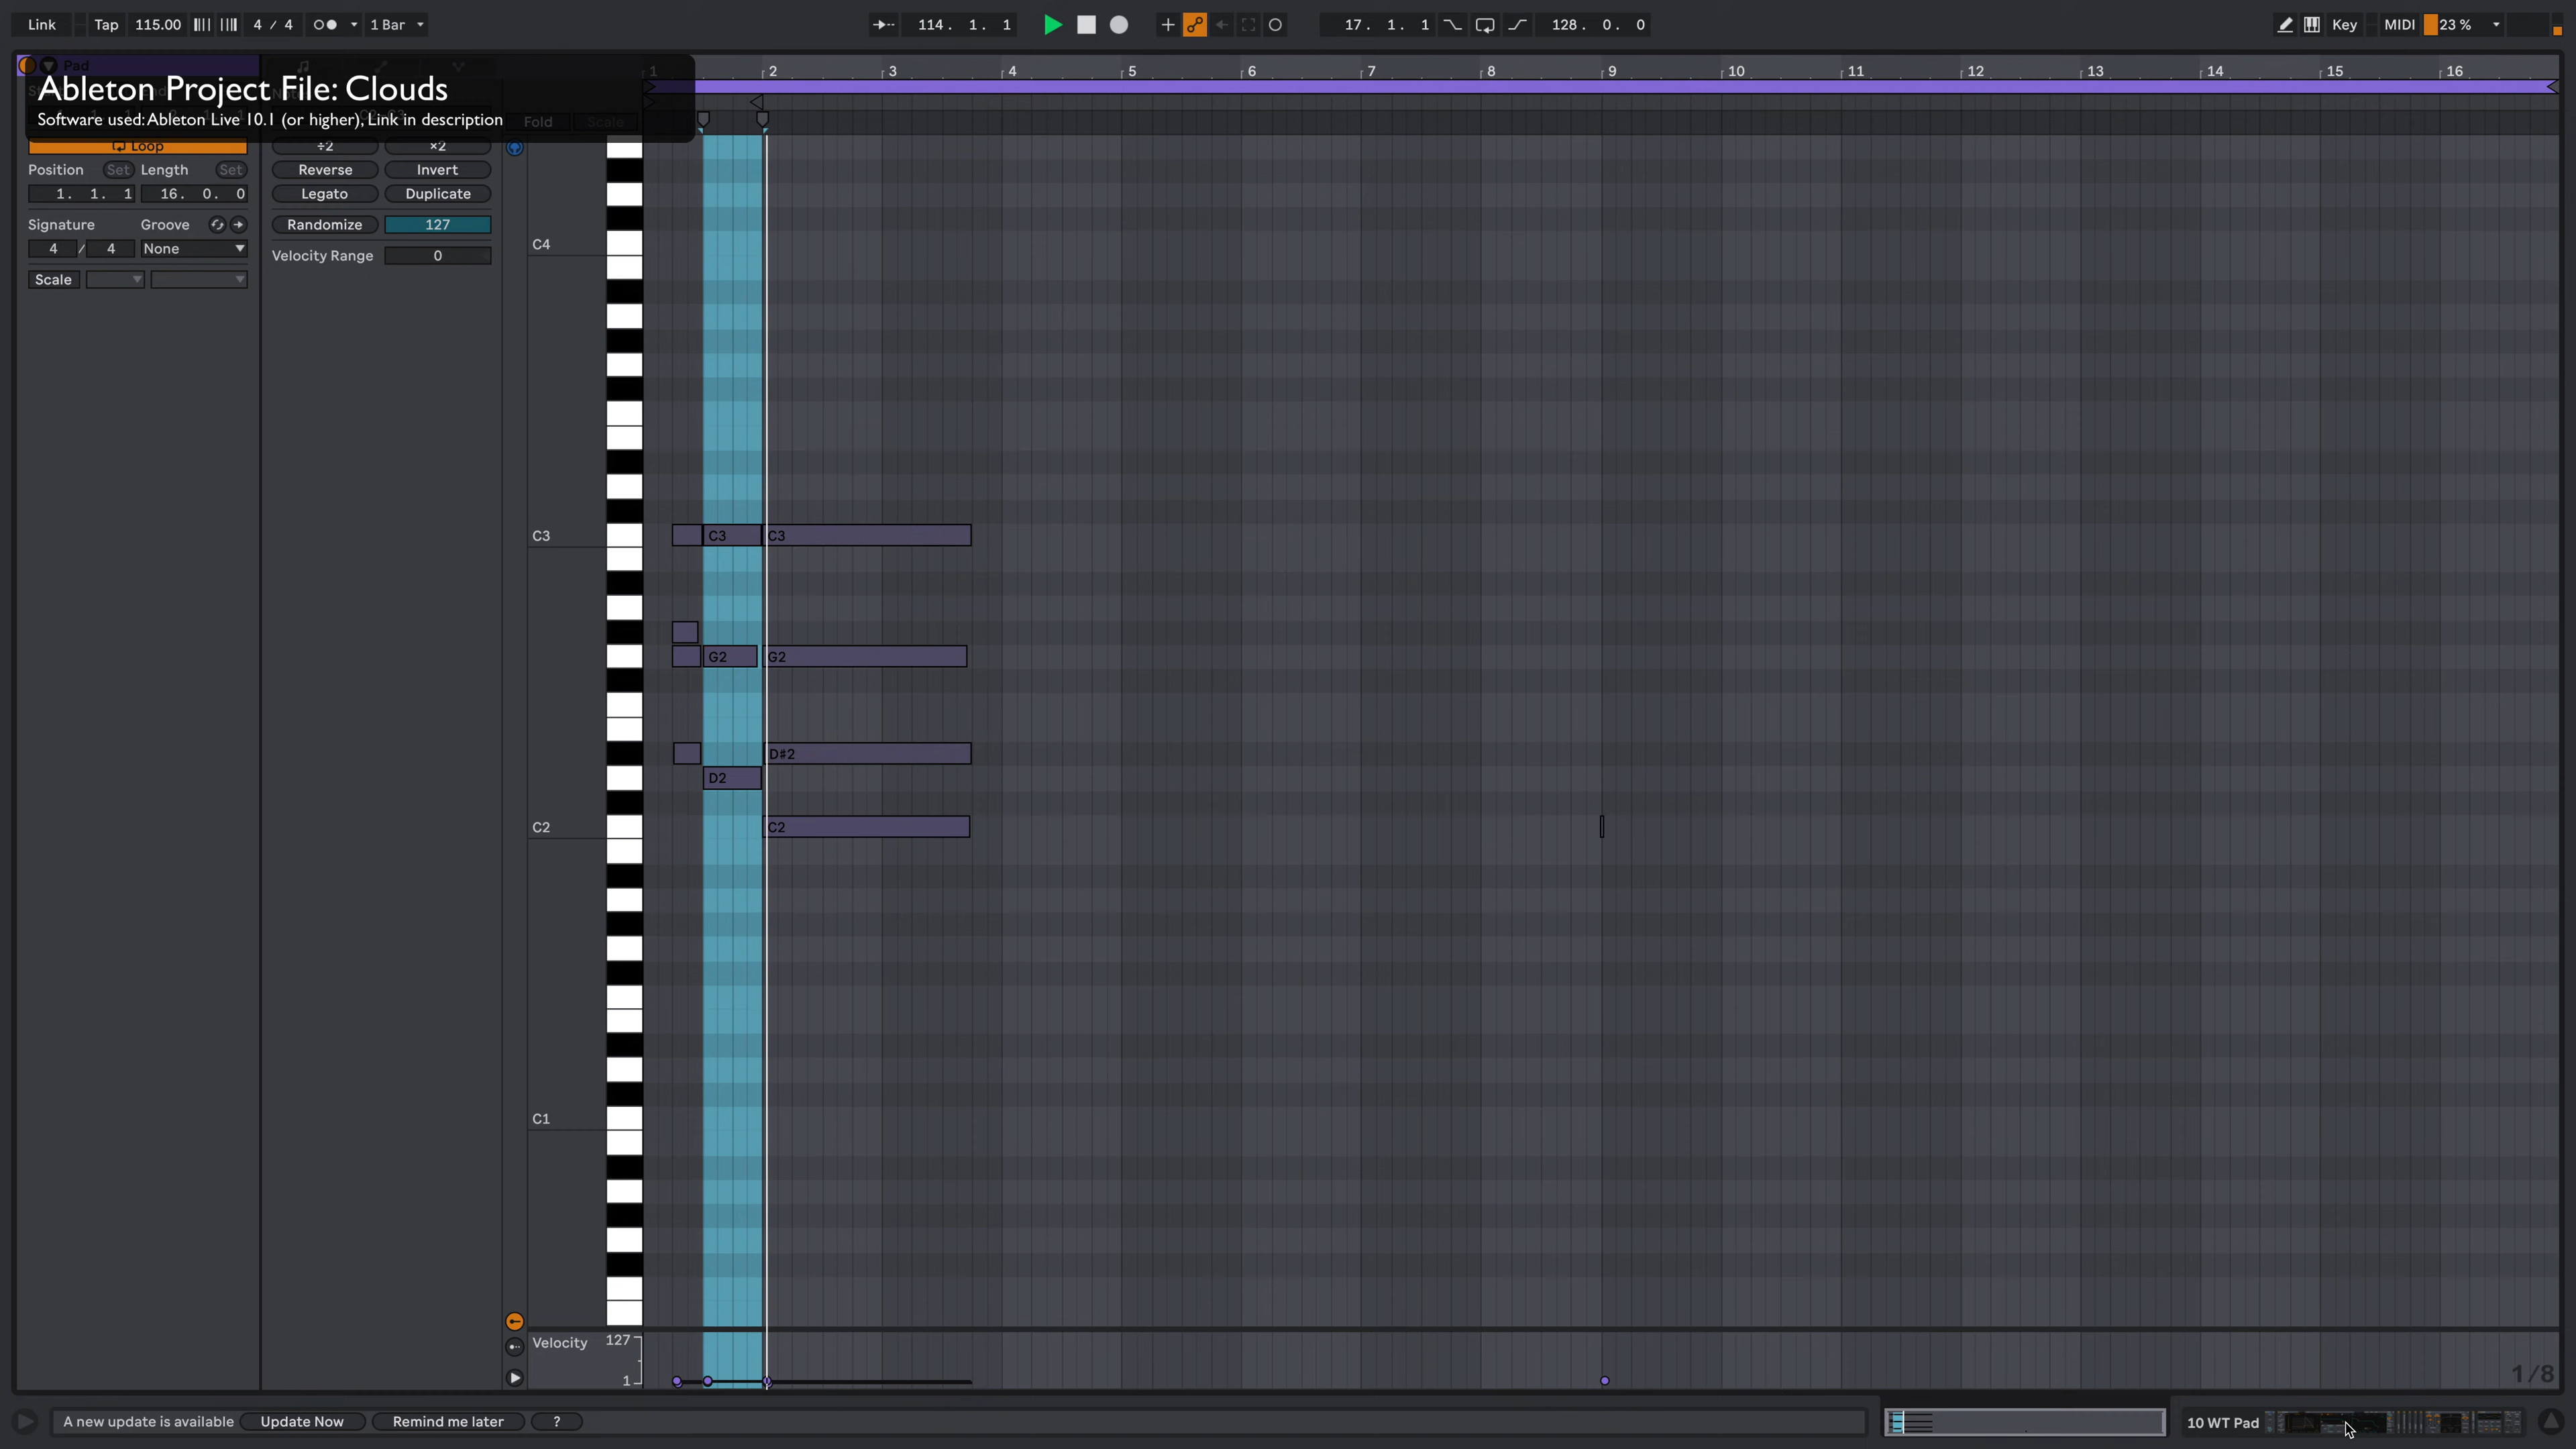 Link Tap 115.00 4 / 4 1 Bar 114. 1. 1 17. 1. 1 128. 0. 0 Key MIDI 23 %
Pad
1 2 3 4 5 6 7 8 9 10 11 12 13 14 15 16
Ableton Project File: Clouds
Software used: Ableton Live 10.1 (or higher), Link in description
Fold Scale
Loop ÷2 ×2
Position Set Length Set Reverse Invert
1. 1. 1 16. 0. 0 Legato Duplicate
Signature Groove Randomize 127
4 / 4 None Velocity Range 0
Scale
C4
C3 C3 C3
G2 G2
D#2
D2
C2 C2
C1
Velocity 127
1
1/8
A new update is available Update Now Remind me later ? 10 WT Pad